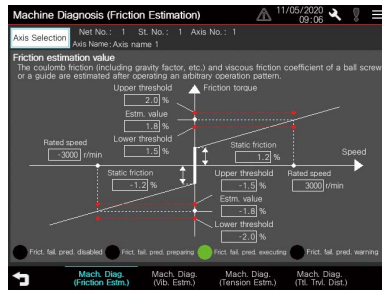 Machine Diagnosis (Friction Estimation)
11/05/2020
09:06
Axis Selection
Net No.: 1 St. No.: 1 Axis No.: 1
Axis Name: Axis name 1
Friction estimation value
The coulomb friction (including gravity factor, etc.) and viscous friction coefficient of a ball screw
or a guide are estimated after operating an arbitrary operation pattern.
Upper threshold
2.0 %
Friction torque
Estm. value
1.8 %
Lower threshold
1.5 %
Rated speed
-3000 r/min
Static friction
1.2 %
Speed
Static friction
-1.2 %
Upper threshold
-1.5 %
Rated speed
3000 r/min
Estm. value
-1.8 %
Lower threshold
-2.0 %
Frict. fail. pred. disabled
Frict. fail. pred. preparing
Frict. fail. pred. executing
Frict. fail. pred. warning
Mach. Diag.
(Friction Estm.)
Mach. Diag.
(Vib. Estm.)
Mach. Diag.
(Tension Estm.)
Mach. Diag.
(Ttl. Trvl. Dist.)